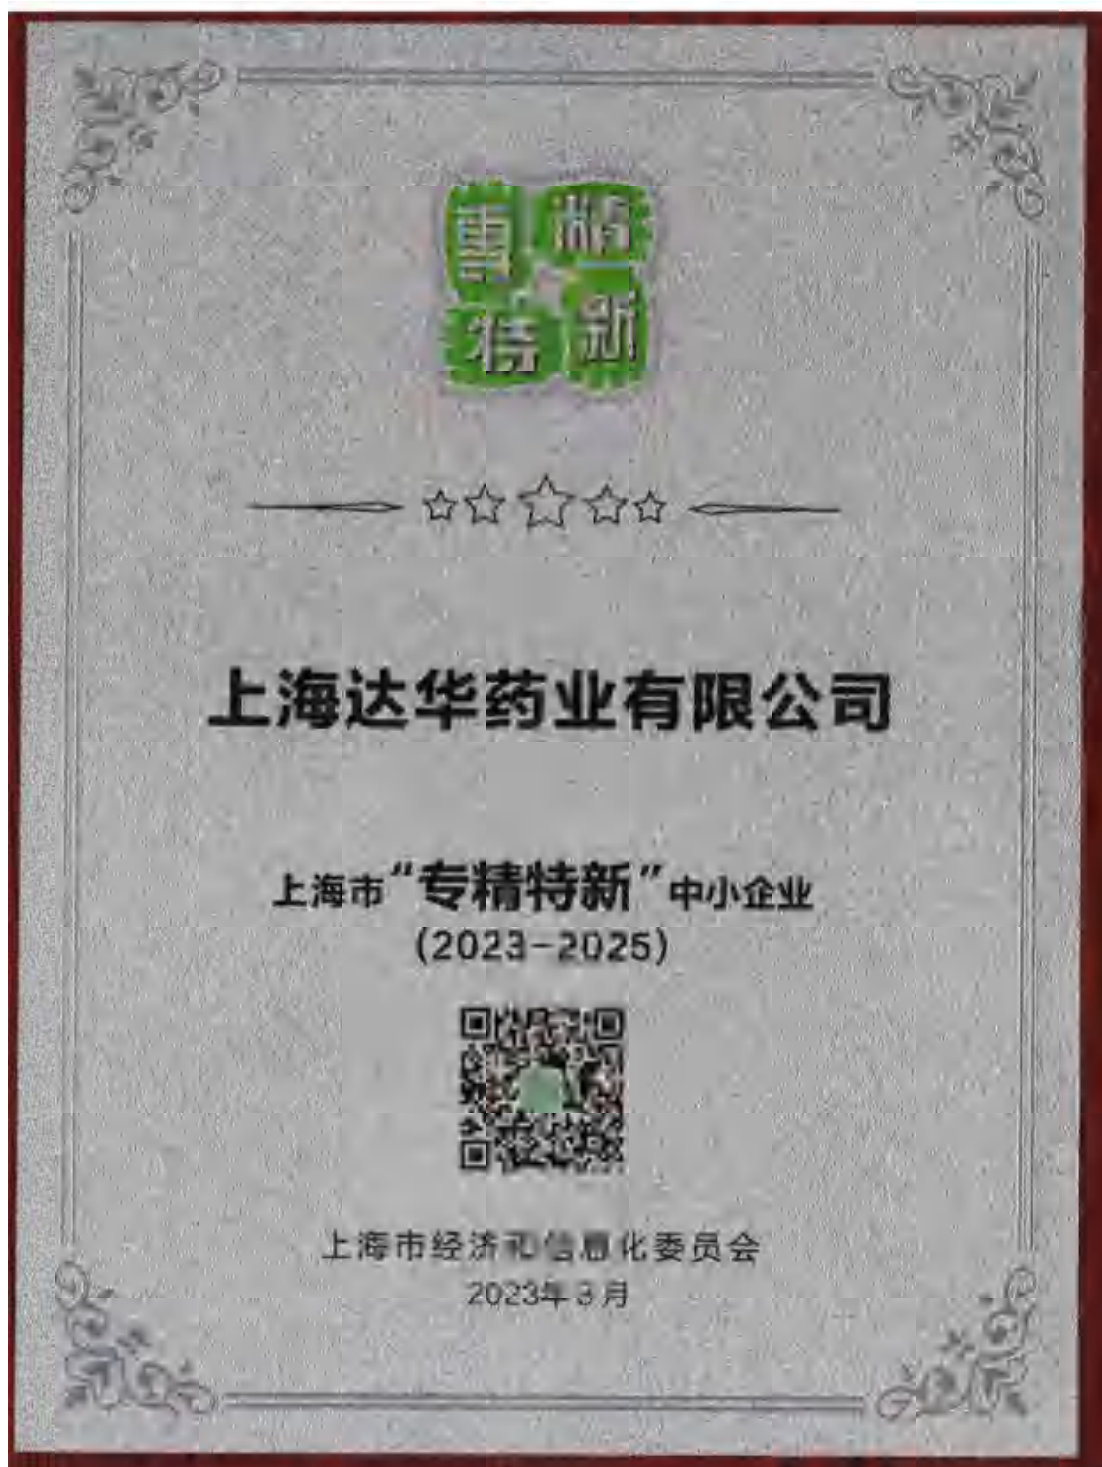 专精
特新
上海达华药业有限公司
上海市“专精特新”中小企业
(2023-2025)
上海市经济和信息化委员会
2023年3月